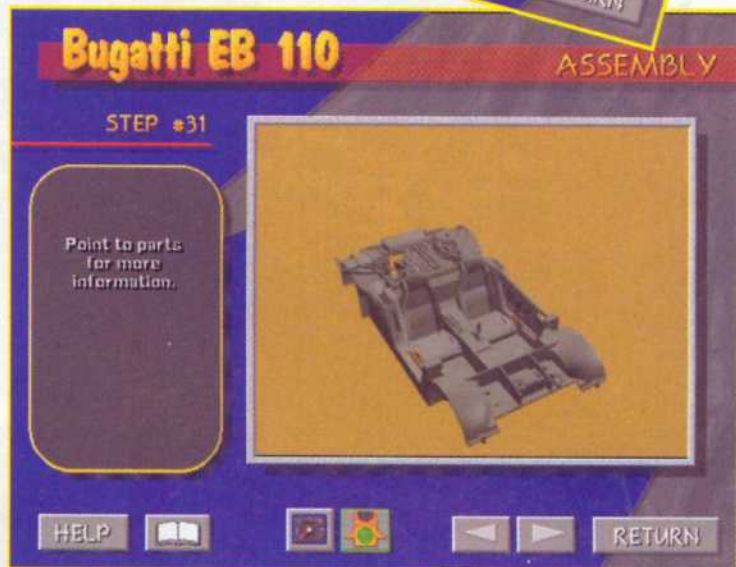 Bugatti EB 110
ASSEMBLY
STEP #31
Point to parts
for more
information.
HELP
RETURN